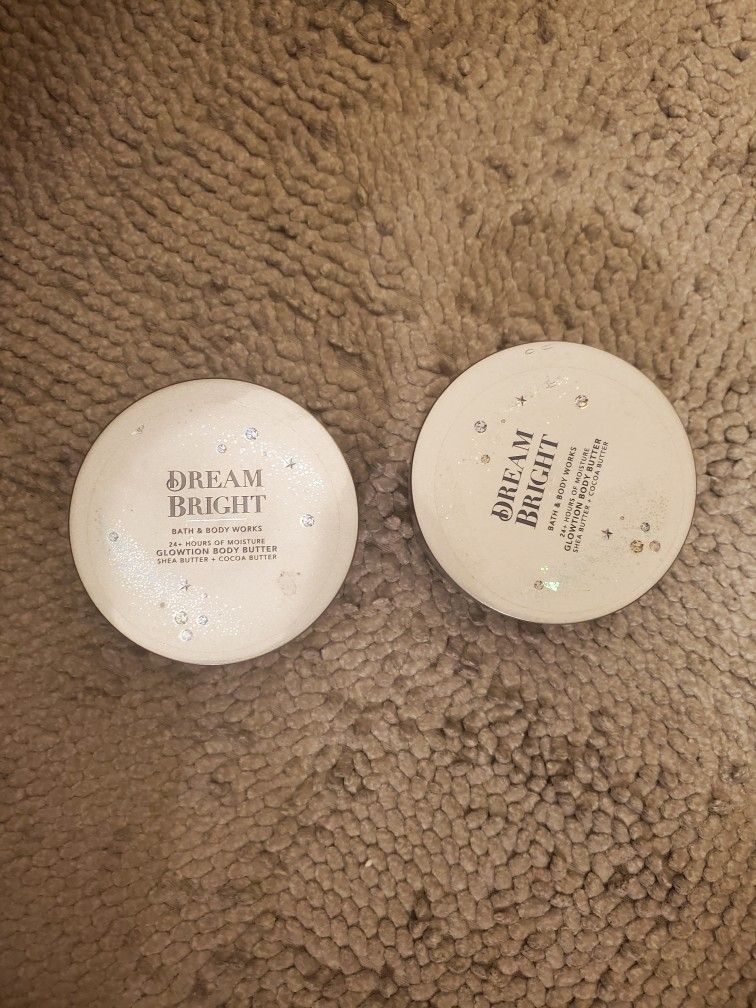 DREAM
BRIGHT
BATH & BODY WORKS
24+ HOURS OF MOISTURE
GLOWTION BODY BUTTER
SHEA BUTTER + COCOA BUTTER
DREAM
BRIGHT
BATH & BODY WORKS
24+ HOURS OF MOISTURE
GLOWTION BODY BUTTER
SHEA BUTTER + COCOA BUTTER